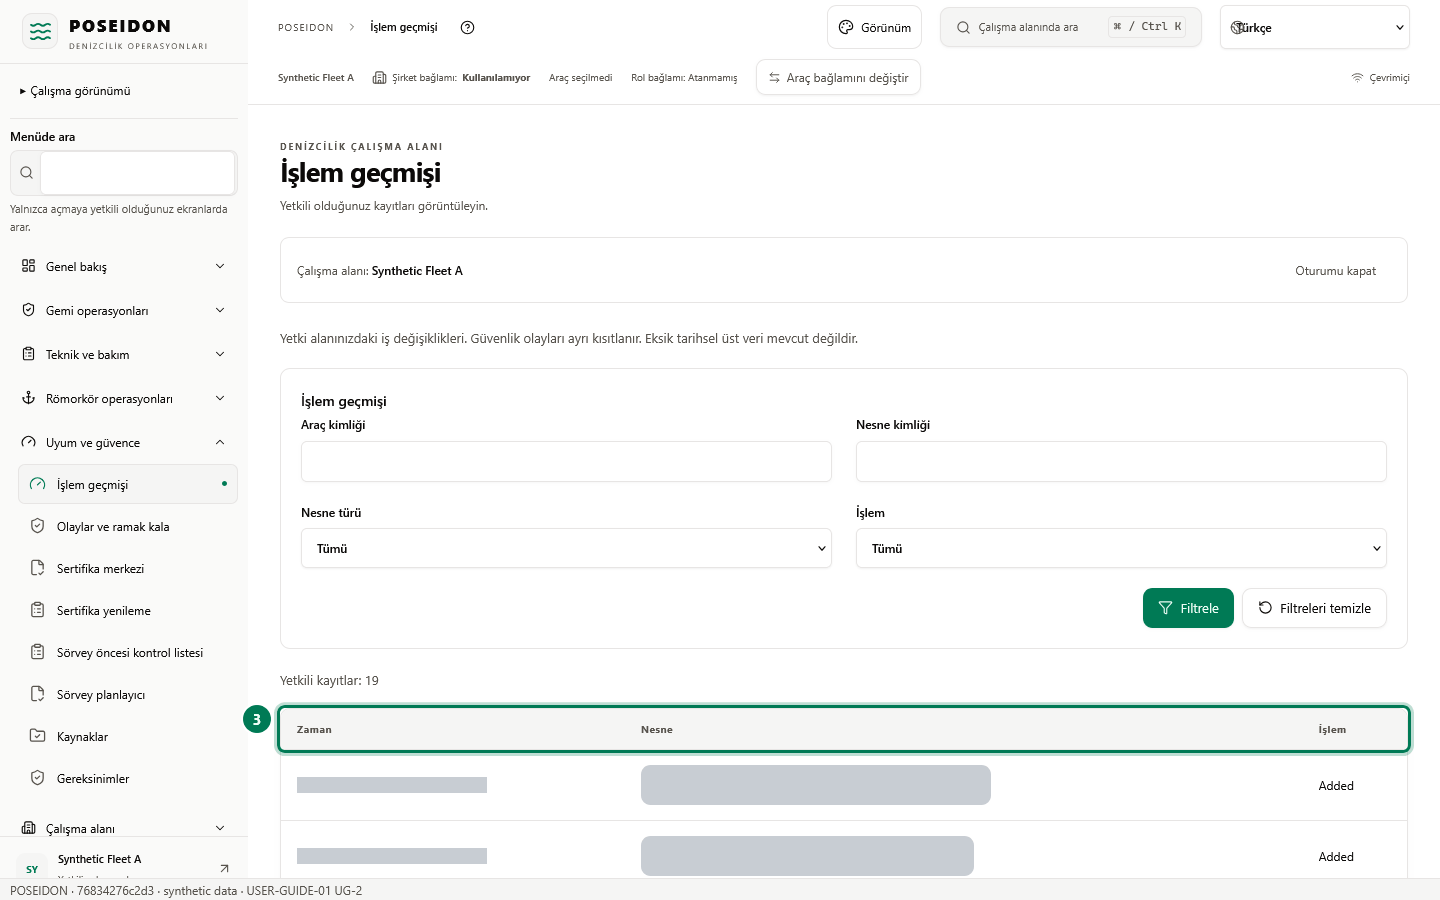 POSEIDON
DENİZCİLİK OPERASYONLARI
Çalışma görünümü
Menüde ara
Yalnızca açmaya yetkili olduğunuz ekranlarda
arar.
Genel bakış
Gemi operasyonları
Teknik ve bakım
Römorkör operasyonları
Uyum ve güvence
İşlem geçmişi
Olaylar ve ramak kala
Sertifika merkezi
Sertifika yenileme
Sörvey öncesi kontrol listesi
Sörvey planlayıcı
Kaynaklar
Gereksinimler
Çalışma alanı
SY
Synthetic Fleet A
POSEIDON
İşlem geçmişi
Görünüm
Çalışma alanında ara
⌘ / Ctrl K
Türkçe
Synthetic Fleet A
Şirket bağlamı: Kullanılamıyor
Araç seçilmedi
Rol bağlamı: Atanmamış
Araç bağlamını değiştir
Çevrimiçi
DENİZCİLİK ÇALIŞMA ALANI
İşlem geçmişi
Yetkili olduğunuz kayıtları görüntüleyin.
Çalışma alanı: Synthetic Fleet A
Oturumu kapat
Yetki alanınızdaki iş değişiklikleri. Güvenlik olayları ayrı kısıtlanır. Eksik tarihsel üst veri mevcut değildir.
İşlem geçmişi
Araç kimliği
Nesne kimliği
Nesne türü
İşlem
Tümü
Tümü
Filtrele
Filtreleri temizle
Yetkili kayıtlar: 19
3
Zaman
Nesne
İşlem
Added
Added
POSEIDON · 76834276c2d3 · synthetic data · USER-GUIDE-01 UG-2